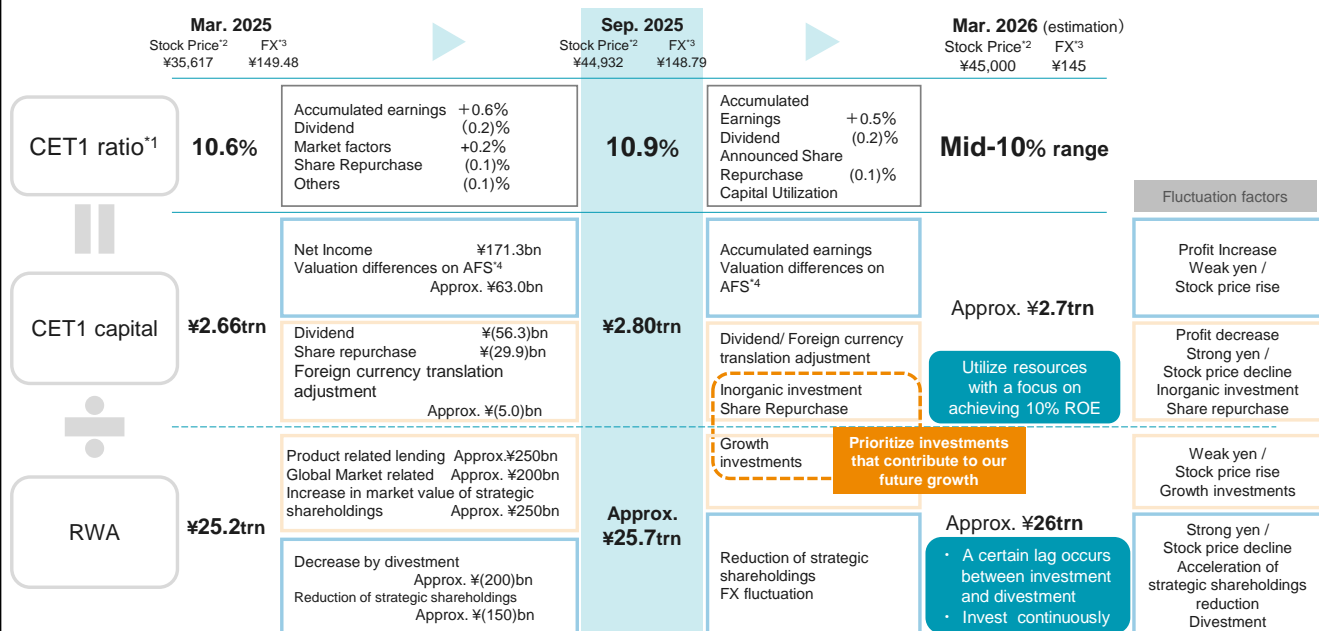 Mar. 2025
Stock Price*2 FX*3
¥35,617 ¥149.48
Sep. 2025
Stock Price*2 FX*3
¥44,932 ¥148.79
Mar. 2026 (estimation)
Stock Price*2 FX*3
¥45,000 ¥145
CET1 ratio*1
10.6%
Accumulated earnings +0.6%
Dividend (0.2)%
Market factors +0.2%
Share Repurchase (0.1)%
Others (0.1)%
10.9%
Accumulated
Earnings +0.5%
Dividend (0.2)%
Announced Share
Repurchase (0.1)%
Capital Utilization
Mid-10% range
Fluctuation factors
CET1 capital
¥2.66trn
Net Income ¥171.3bn
Valuation differences on AFS*4
Approx. ¥63.0bn
Dividend ¥(56.3)bn
Share repurchase ¥(29.9)bn
Foreign currency translation
adjustment
Approx. ¥(5.0)bn
¥2.80trn
Accumulated earnings
Valuation differences on
AFS*4
Dividend/ Foreign currency
translation adjustment
Inorganic investment
Share Repurchase
Approx. ¥2.7trn
Utilize resources
with a focus on
achieving 10% ROE
Profit Increase
Weak yen /
Stock price rise
Profit decrease
Strong yen /
Stock price decline
Inorganic investment
Share repurchase
RWA
¥25.2trn
Product related lending Approx.¥250bn
Global Market related Approx. ¥200bn
Increase in market value of strategic
shareholdings Approx. ¥250bn
Decrease by divestment
Approx. ¥(200)bn
Reduction of strategic shareholdings
Approx. ¥(150)bn
Approx.
¥25.7trn
Growth
investments
Prioritize investments
that contribute to our
future growth
Reduction of strategic
shareholdings
FX fluctuation
Approx. ¥26trn
・ A certain lag occurs
between investment
and divestment
・ Invest continuously
Weak yen /
Stock price rise
Growth investments
Strong yen /
Stock price decline
Acceleration of
strategic shareholdings
reduction
Divestment